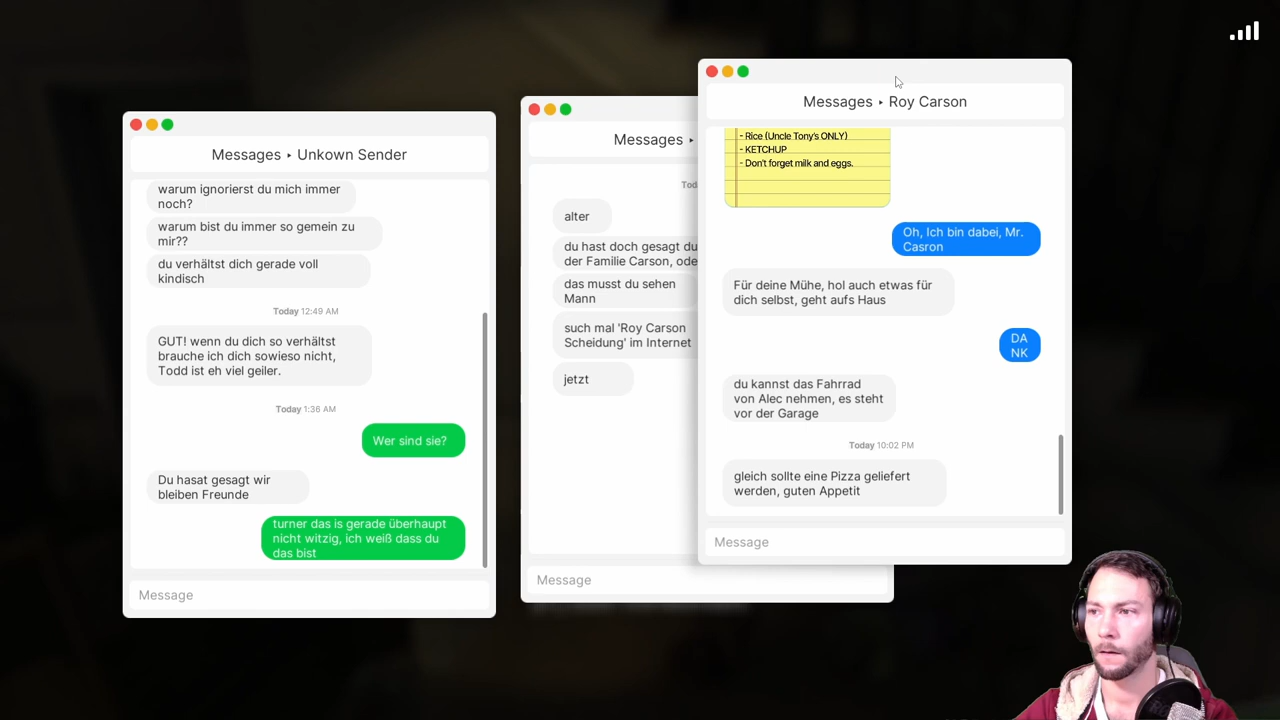 Messages ▸ Unkown Sender
warum ignorierst du mich immer
noch?
warum bist du immer so gemein zu
mir??
du verhältst dich gerade voll
kindisch
Today 12:49 AM
GUT! wenn du dich so verhältst
brauche ich dich sowieso nicht,
Todd ist eh viel geiler.
Today 1:36 AM
Wer sind sie?
Du hasat gesagt wir
bleiben Freunde
turner das is gerade überhaupt
nicht witzig, ich weiß dass du
das bist
Message
Messages ▸
Tod
alter
du hast doch gesagt du
der Familie Carson, ode
das musst du sehen
Mann
such mal 'Roy Carson
Scheidung' im Internet
jetzt
Message
Messages ▸ Roy Carson
- Rice (Uncle Tony's ONLY)
- KETCHUP
- Don't forget milk and eggs.
Oh, Ich bin dabei, Mr.
Casron
Für deine Mühe, hol auch etwas für
dich selbst, geht aufs Haus
DA
NK
du kannst das Fahrrad
von Alec nehmen, es steht
vor der Garage
Today 10:02 PM
gleich sollte eine Pizza geliefert
werden, guten Appetit
Message